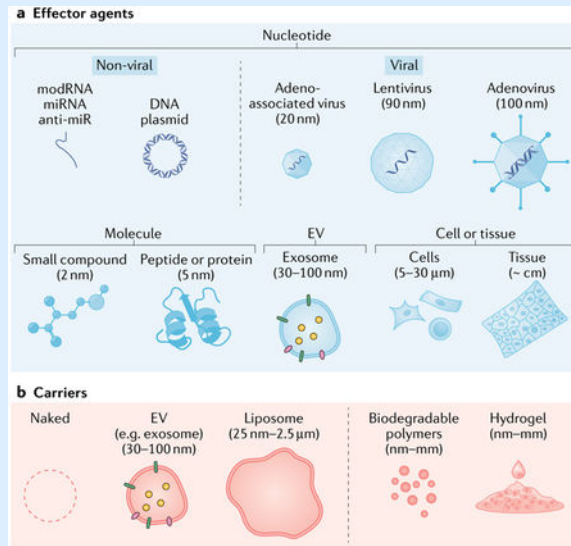 a Effector agents
Nucleotide
Non-viral
Viral
modRNA
miRNA
anti-miR
DNA
plasmid
Adeno-
associated virus
(20 nm)
Lentivirus
(90 nm)
Adenovirus
(100 nm)
Molecule
EV
Cell or tissue
Small compound
(2 nm)
Peptide or protein
(5 nm)
Exosome
(30–100 nm)
Cells
(5–30 μm)
Tissue
(~ cm)
b Carriers
Naked
EV
(e.g. exosome)
(30–100 nm)
Liposome
(25 nm–2.5 μm)
Biodegradable
polymers
(nm–mm)
Hydrogel
(nm–mm)